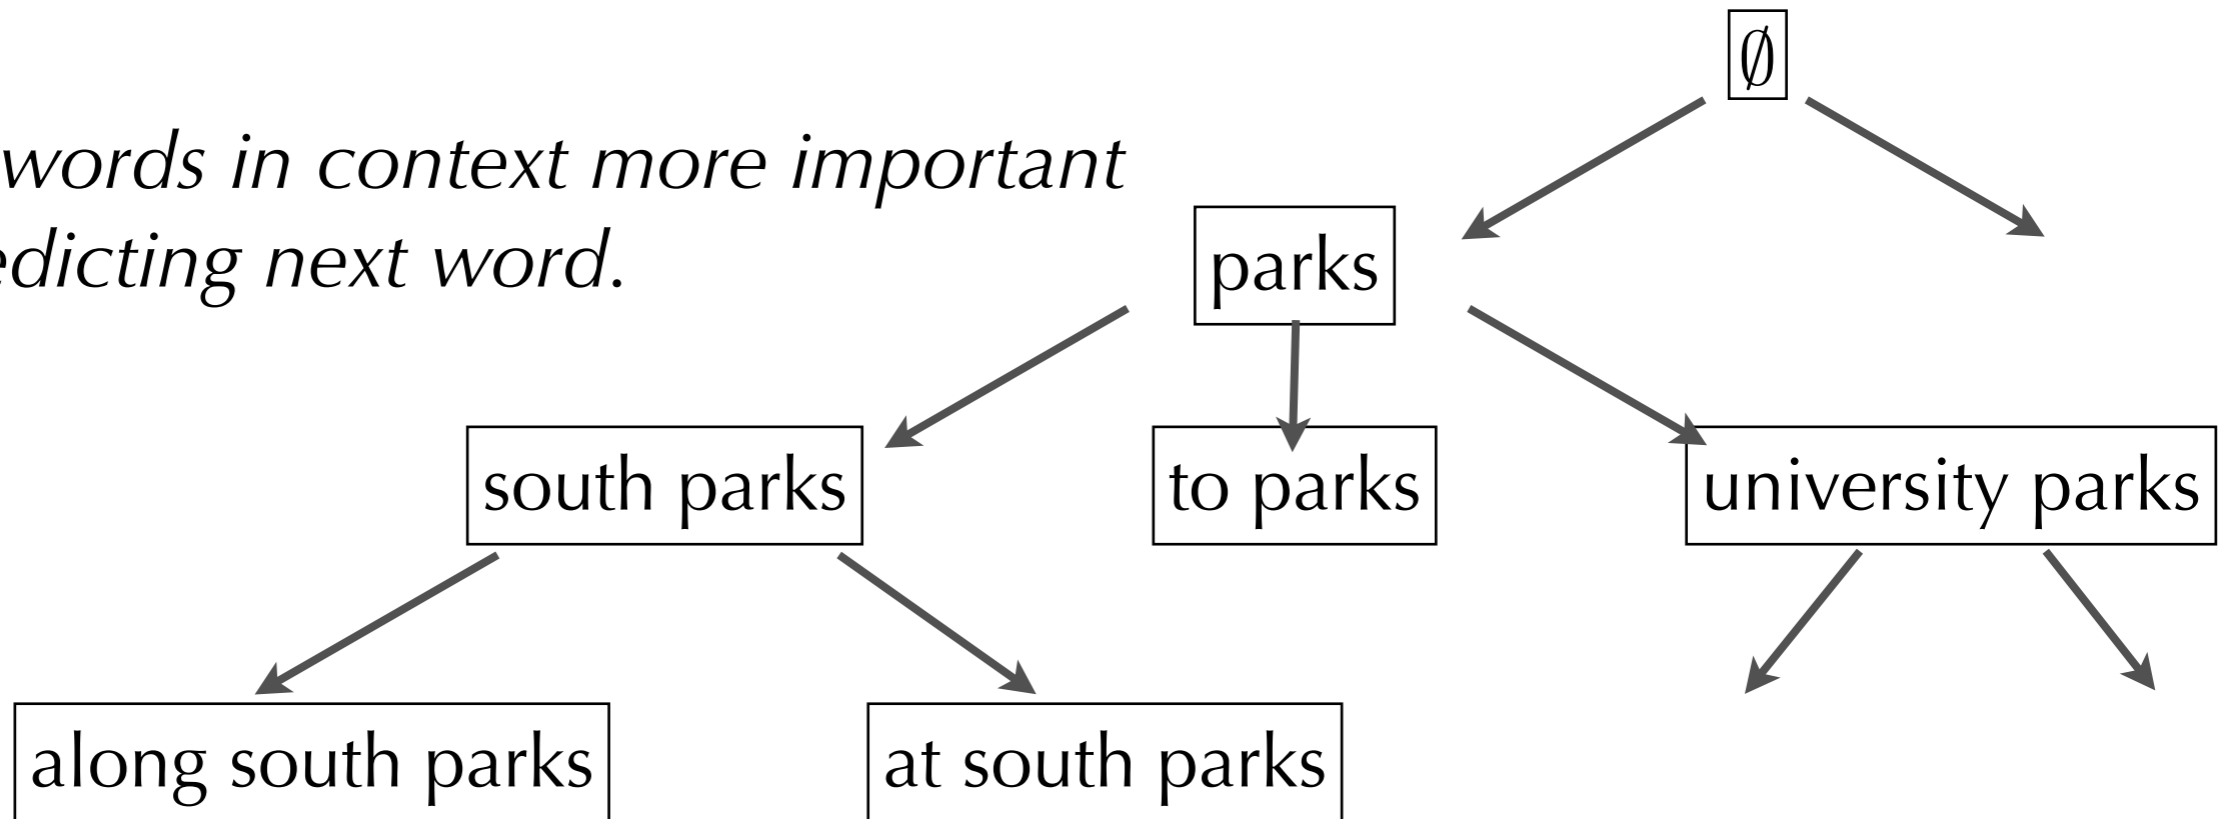 ∅
words in context more important
edicting next word.
parks
south parks
to parks
university parks
along south parks
at south parks